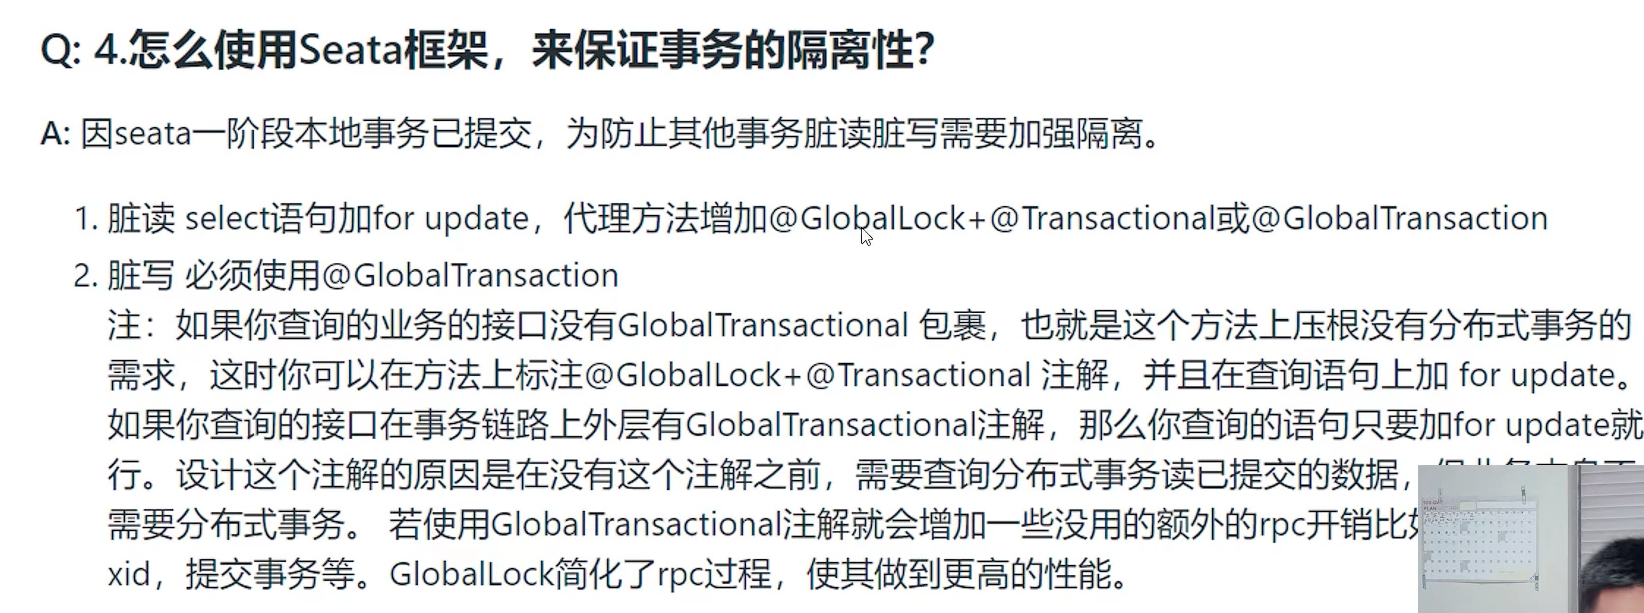 Q: 4.怎么使用Seata框架，来保证事务的隔离性？
A: 因seata一阶段本地事务已提交，为防止其他事务脏读脏写需要加强隔离。
1. 脏读 select语句加for update，代理方法增加@GlobalLock+@Transactional或@GlobalTransaction
2. 脏写 必须使用@GlobalTransaction
注：如果你查询的业务的接口没有GlobalTransactional 包裹，也就是这个方法上压根没有分布式事务的
需求，这时你可以在方法上标注@GlobalLock+@Transactional 注解，并且在查询语句上加 for update。
如果你查询的接口在事务链路上外层有GlobalTransactional注解，那么你查询的语句只要加for update就
行。设计这个注解的原因是在没有这个注解之前，需要查询分布式事务读已提交的数据，
需要分布式事务。 若使用GlobalTransactional注解就会增加一些没用的额外的rpc开销比
xid，提交事务等。GlobalLock简化了rpc过程，使其做到更高的性能。